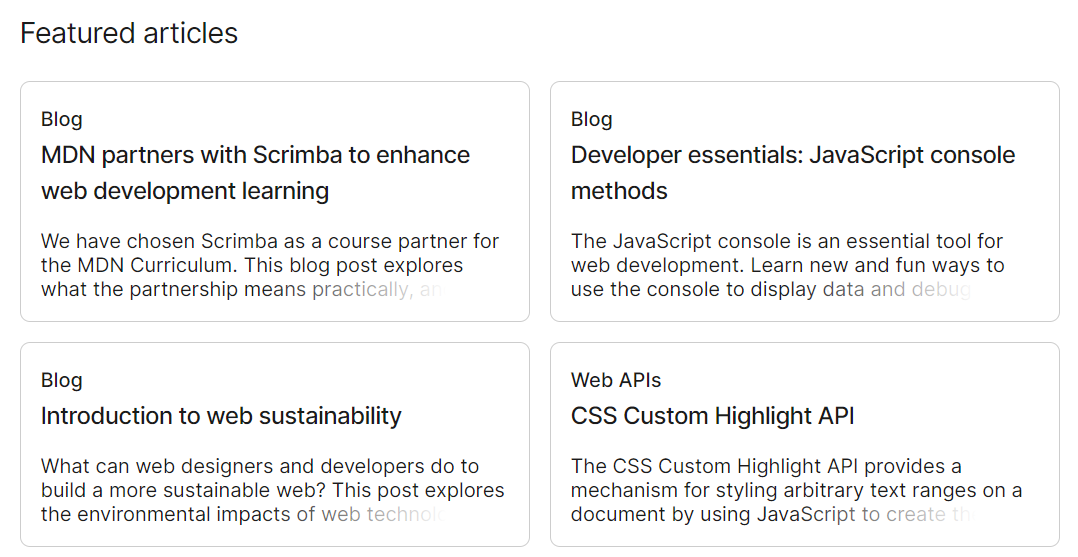 Featured articles
Blog
MDN partners with Scrimba to enhance
web development learning
We have chosen Scrimba as a course partner for
the MDN Curriculum. This blog post explores
what the partnership means practically, an
Blog
Developer essentials: JavaScript console
methods
The JavaScript console is an essential tool for
web development. Learn new and fun ways to
use the console to display data and debug
Blog
Introduction to web sustainability
What can web designers and developers do to
build a more sustainable web? This post explores
the environmental impacts of web technolo
Web APIs
CSS Custom Highlight API
The CSS Custom Highlight API provides a
mechanism for styling arbitrary text ranges on a
document by using JavaScript to create th